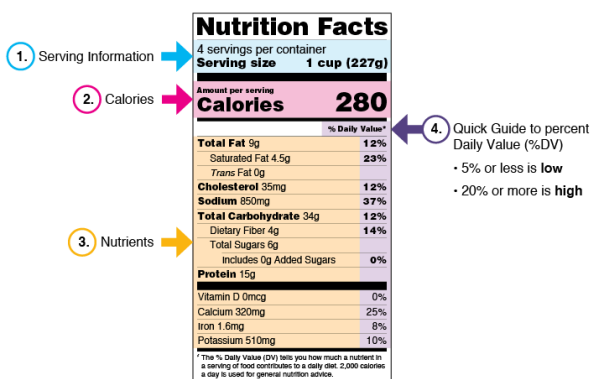 Nutrition Facts
4 servings per container
Serving size 1 cup (227g)
Amount per serving
Calories 280
% Daily Value*
Total Fat 9g 12%
Saturated Fat 4.5g 23%
Trans Fat 0g
Cholesterol 35mg 12%
Sodium 850mg 37%
Total Carbohydrate 34g 12%
Dietary Fiber 4g 14%
Total Sugars 6g
Includes 0g Added Sugars 0%
Protein 15g
Vitamin D 0mcg 0%
Calcium 320mg 25%
Iron 1.6mg 8%
Potassium 510mg 10%
* The % Daily Value (DV) tells you how much a nutrient in
a serving of food contributes to a daily diet. 2,000 calories
a day is used for general nutrition advice.
1. Serving Information
2. Calories
3. Nutrients
4. Quick Guide to percent
Daily Value (%DV)
• 5% or less is low
• 20% or more is high